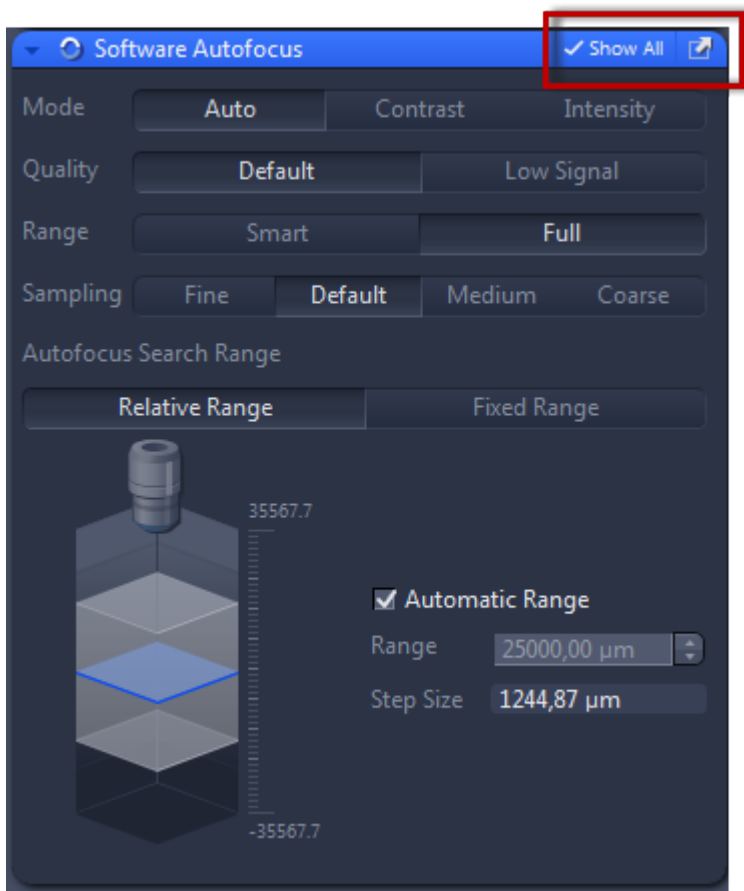 Software Autofocus Show All
Mode Auto Contrast Intensity
Quality Default Low Signal
Range Smart Full
Sampling Fine Default Medium Coarse
Autofocus Search Range
Relative Range Fixed Range
35567.7
Automatic Range
Range 25000,00 µm
Step Size 1244,87 µm
-35567.7